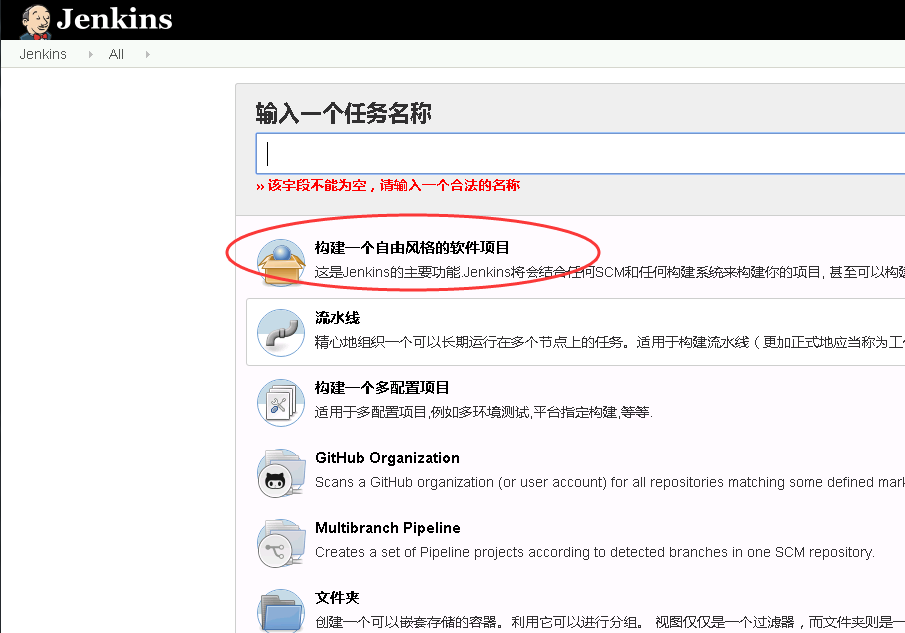 Jenkins
Jenkins All
输入一个任务名称
» 该字段不能为空，请输入一个合法的名称
构建一个自由风格的软件项目
这是Jenkins的主要功能.Jenkins将会结合任何SCM和任何构建系统来构建你的项目, 甚至可以构建
流水线
精心地组织一个可以长期运行在多个节点上的任务。适用于构建流水线（更加正式地应当称为工作
构建一个多配置项目
适用于多配置项目,例如多环境测试,平台指定构建,等等.
GitHub Organization
Scans a GitHub organization (or user account) for all repositories matching some defined mark
Multibranch Pipeline
Creates a set of Pipeline projects according to detected branches in one SCM repository.
文件夹
创建一个可以嵌套存储的容器。利用它可以进行分组。 视图仅仅是一个过滤器，而文件夹则是一